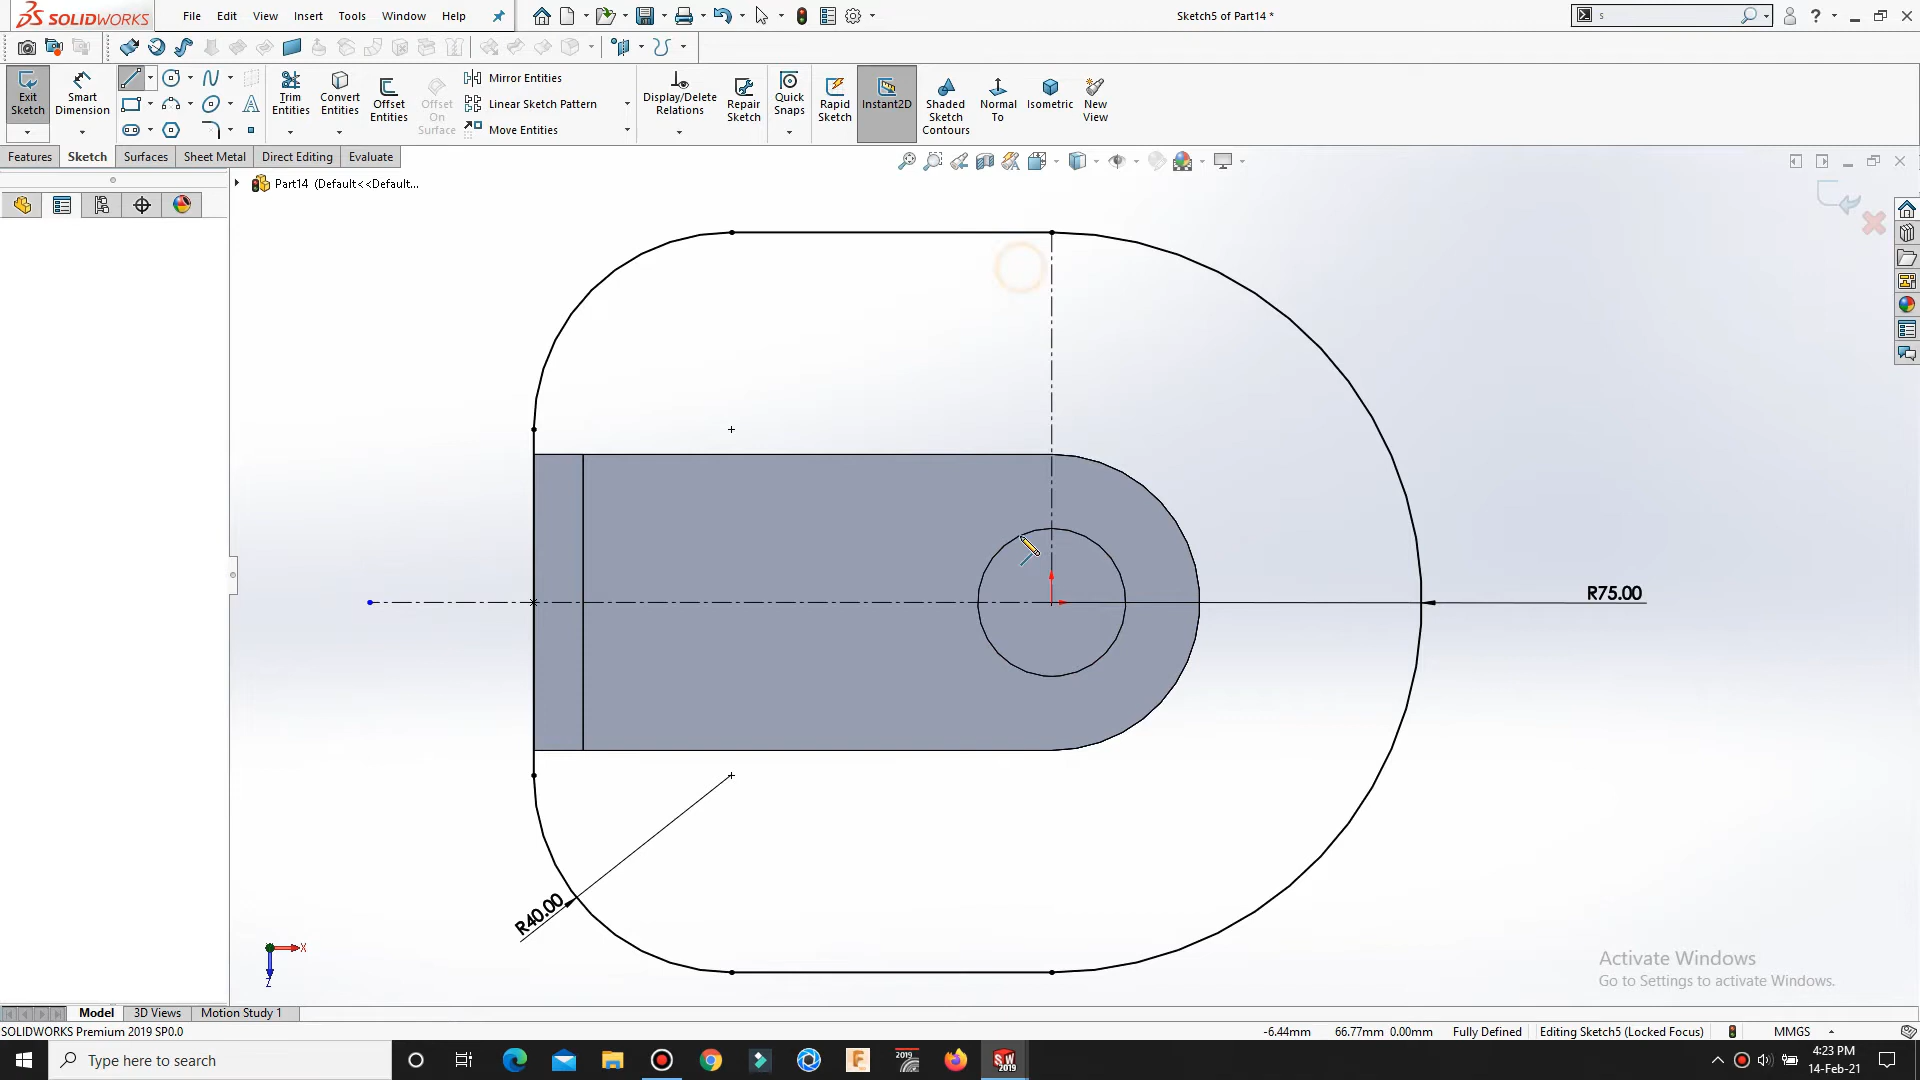 SOLIDWORKS File Edit View Insert Tools Window Help Sketch5 of Part14 * s ?
Exit Sketch
Smart Dimension
Trim Entities
Convert Entities
Offset Entities
Offset On Surface
Mirror Entities
Linear Sketch Pattern
Move Entities
Display/Delete Relations
Repair Sketch
Quick Snaps
Rapid Sketch
Instant2D
Shaded Sketch Contours
Normal To
Isometric
New View
Features Sketch Surfaces Sheet Metal Direct Editing Evaluate
Part14 (Default<<Default...
R75.00
R40.00
X
Z
Activate Windows
Go to Settings to activate Windows.
Model 3D Views Motion Study 1
SOLIDWORKS Premium 2019 SP0.0 -6.44mm 66.77mm 0.00mm Fully Defined Editing Sketch5 (Locked Focus) MMGS
Type here to search
F
2019
SW 2019
4:23 PM
14-Feb-21